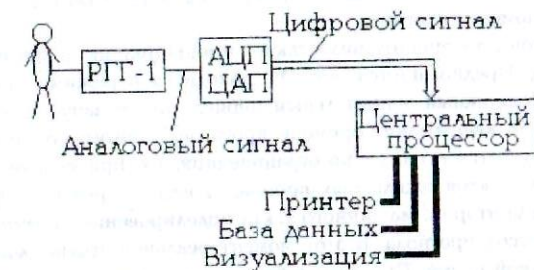 Цифровой сигнал
РГГ-1
АЦП
ЦАП
Аналоговый сигнал
Центральный
процессор
Принтер
База данных
Визуализация